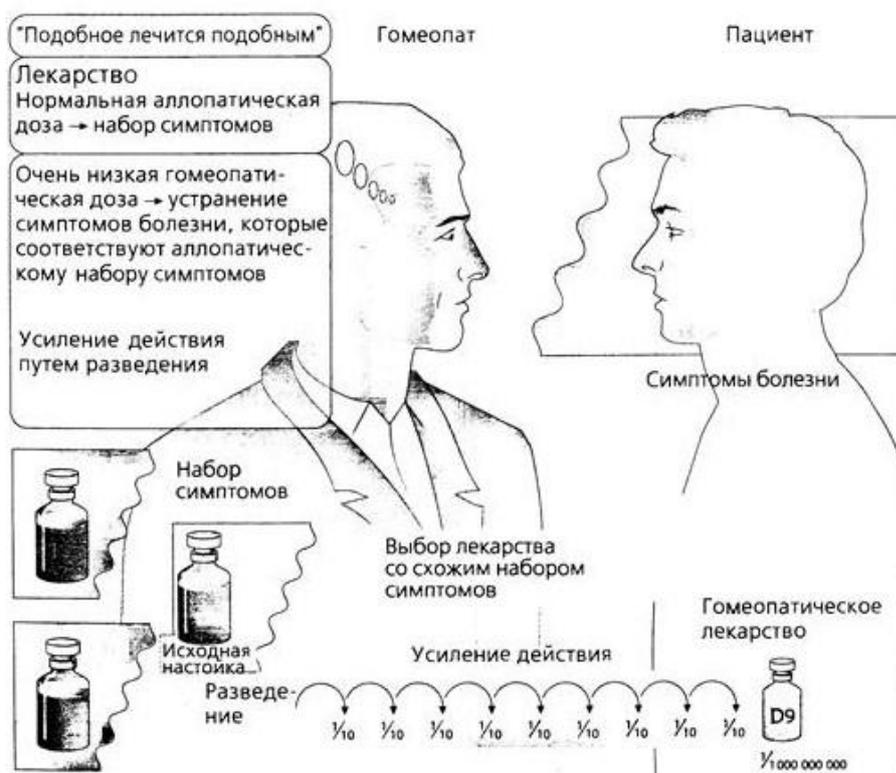 "Подобное лечится подобным"
Гомеопат
Пациент
Лекарство
Нормальная аллопатическая
доза → набор симптомов
Очень низкая гомеопати-
ческая доза → устранение
симптомов болезни, которые
соответствуют аллопатичес-
кому набору симптомов
Усиление действия
путем разведения
Симптомы болезни
Набор
симптомов
Выбор лекарства
со схожим набором
симптомов
Гомеопатическое
лекарство
Исходная
настойка
Усиление действия
Разведе-
ние
1/10 1/10 1/10 1/10 1/10 1/10 1/10 1/10 1/10
D9
1/1 000 000 000